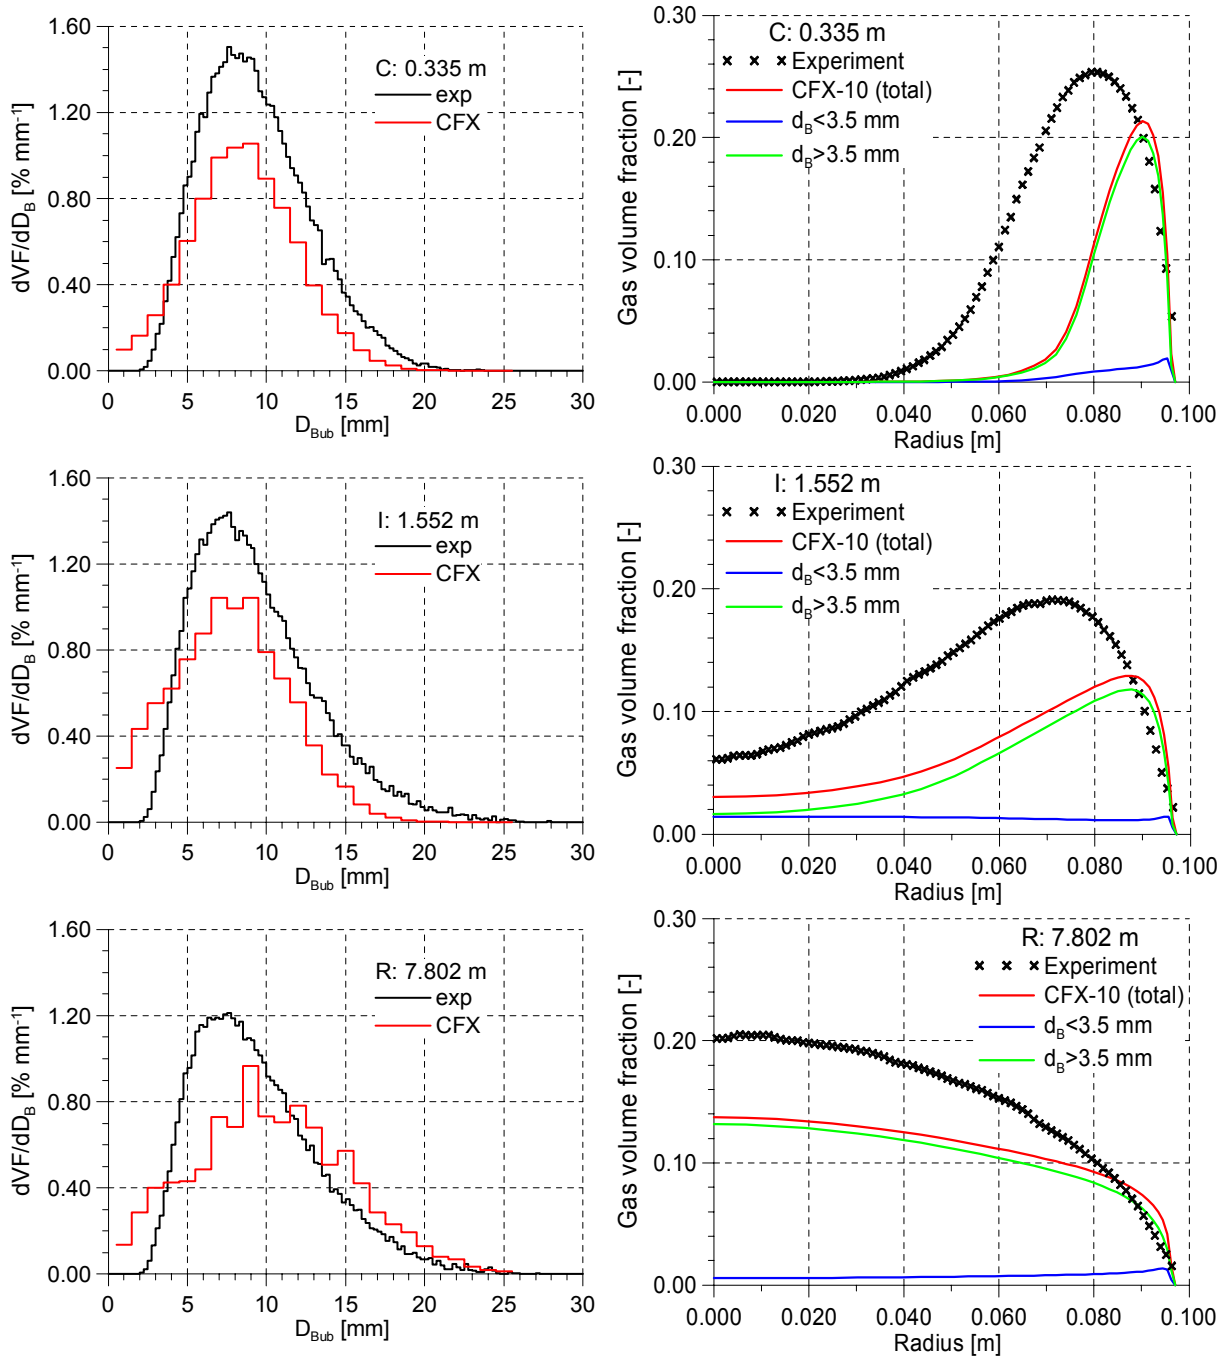 1.60
1.20
0.80
0.40
0.00
dVF/dD_B [% mm⁻¹]
C: 0.335 m
exp
CFX
0 5 10 15 20 25 30
D_Bub [mm]
0.30
0.20
0.10
0.00
Gas volume fraction [-]
C: 0.335 m
Experiment
CFX-10 (total)
d_B<3.5 mm
d_B>3.5 mm
0.000 0.020 0.040 0.060 0.080 0.100
Radius [m]
1.60
1.20
0.80
0.40
0.00
dVF/dD_B [% mm⁻¹]
I: 1.552 m
exp
CFX
0 5 10 15 20 25 30
D_Bub [mm]
0.30
0.20
0.10
0.00
Gas volume fraction [-]
I: 1.552 m
Experiment
CFX-10 (total)
d_B<3.5 mm
d_B>3.5 mm
0.000 0.020 0.040 0.060 0.080 0.100
Radius [m]
1.60
1.20
0.80
0.40
0.00
dVF/dD_B [% mm⁻¹]
R: 7.802 m
exp
CFX
0 5 10 15 20 25 30
D_Bub [mm]
0.30
0.20
0.10
0.00
Gas volume fraction [-]
R: 7.802 m
Experiment
CFX-10 (total)
d_B<3.5 mm
d_B>3.5 mm
0.000 0.020 0.040 0.060 0.080 0.100
Radius [m]